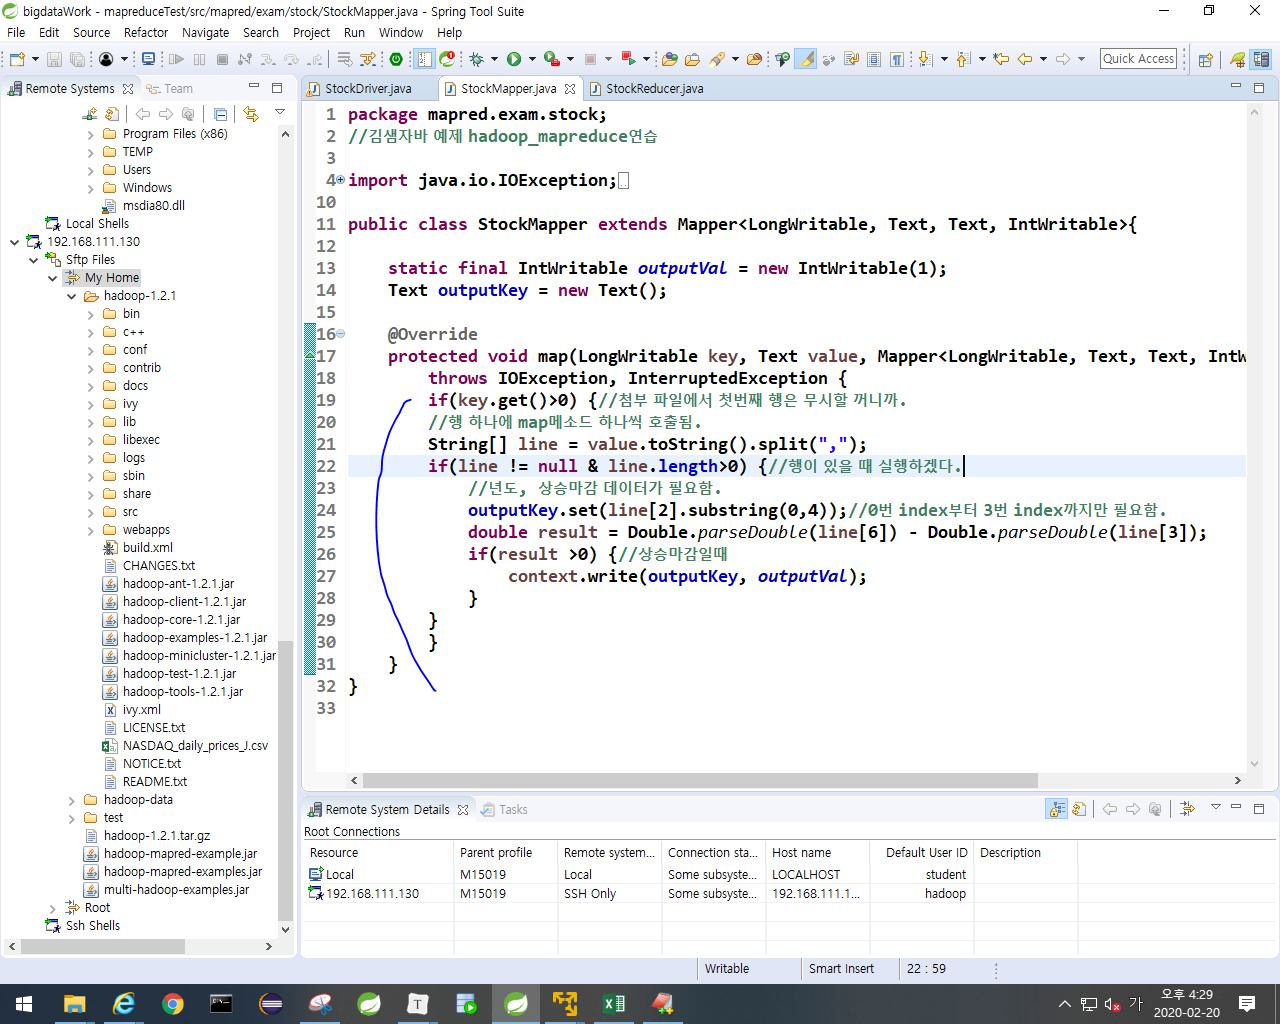 bigdataWork - mapreduceTest/src/mapred/exam/stock/StockMapper.java - Spring Tool Suite
File Edit Source Refactor Navigate Search Project Run Window Help
Quick Access
Remote Systems
Team
Program Files (x86)
TEMP
Users
Windows
msdia80.dll
Local Shells
192.168.111.130
Sftp Files
My Home
hadoop-1.2.1
bin
c++
conf
contrib
docs
ivy
lib
libexec
logs
sbin
share
src
webapps
build.xml
CHANGES.txt
hadoop-ant-1.2.1.jar
hadoop-client-1.2.1.jar
hadoop-core-1.2.1.jar
hadoop-examples-1.2.1.jar
hadoop-minicluster-1.2.1.jar
hadoop-test-1.2.1.jar
hadoop-tools-1.2.1.jar
ivy.xml
LICENSE.txt
NASDAQ_daily_prices_J.csv
NOTICE.txt
README.txt
hadoop-data
test
hadoop-1.2.1.tar.gz
hadoop-mapred-example.jar
hadoop-mapred-examples.jar
multi-hadoop-examples.jar
Root
Ssh Shells
StockDriver.java StockMapper.java StockReducer.java
1 package mapred.exam.stock;
2 //김샘자바 예제 hadoop_mapreduce연습
3
4 import java.io.IOException;
10
11 public class StockMapper extends Mapper<LongWritable, Text, Text, IntWritable>{
12
13 static final IntWritable outputVal = new IntWritable(1);
14 Text outputKey = new Text();
15
16 @Override
17 protected void map(LongWritable key, Text value, Mapper<LongWritable, Text, Text, IntW
18 throws IOException, InterruptedException {
19 if(key.get()>0) {//첨부 파일에서 첫번째 행은 무시할 꺼니까.
20 //행 하나에 map메소드 하나씩 호출됨.
21 String[] line = value.toString().split(",");
22 if(line != null & line.length>0) {//행이 있을 때 실행하겠다.
23 //년도, 상승마감 데이터가 필요함.
24 outputKey.set(line[2].substring(0,4));//0번 index부터 3번 index까지만 필요함.
25 double result = Double.parseDouble(line[6]) - Double.parseDouble(line[3]);
26 if(result >0) {//상승마감일때
27 context.write(outputKey, outputVal);
28 }
29 }
30 }
31 }
32 }
33
Remote System Details Tasks
Root Connections
Resource Parent profile Remote system... Connection sta... Host name Default User ID Description
Local M15019 Local Some subsyste... LOCALHOST student
192.168.111.130 M15019 SSH Only Some subsyste... 192.168.111.1... hadoop
Writable Smart Insert 22 : 59
가 오후 4:29
2020-02-20